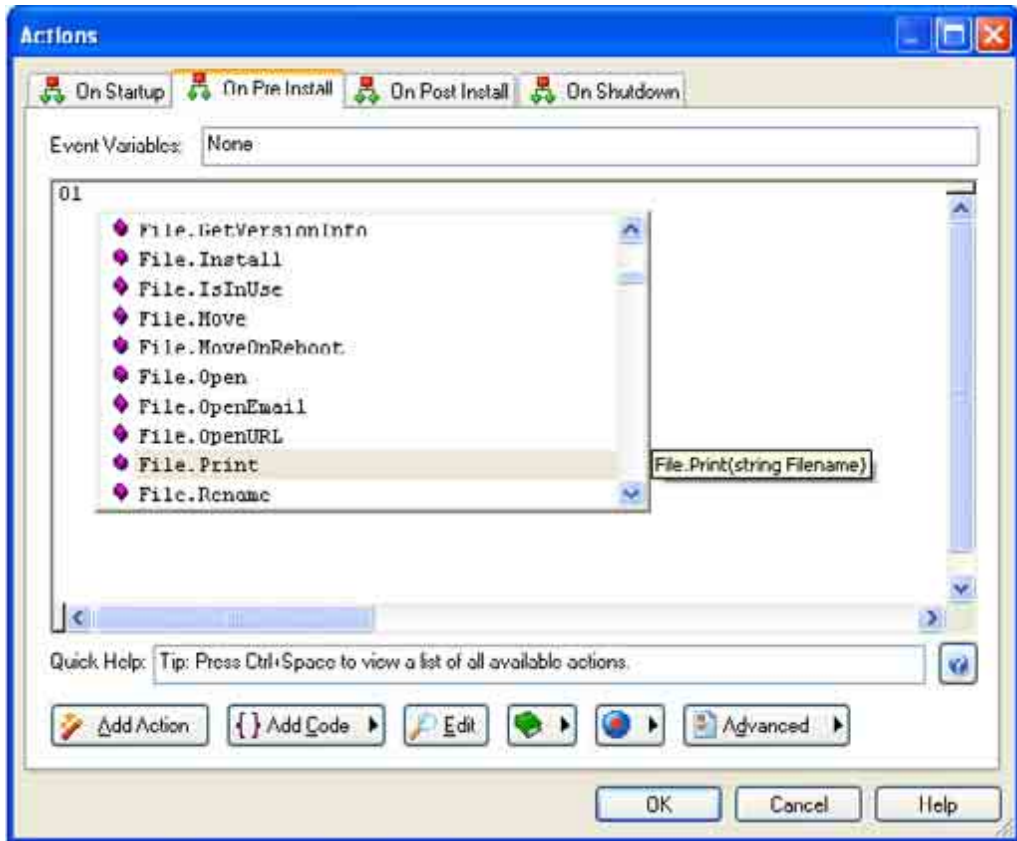 Actions
On Startup On Pre Install On Post Install On Shutdown
Event Variables: None
01
File.GetVersionInfo
File.Install
File.IsInUse
File.Move
File.MoveOnReboot
File.Open
File.OpenEmail
File.OpenURL
File.Print File.Print(string Filename)
File.Rename
Quick Help: Tip: Press Ctrl+Space to view a list of all available actions.
Add Action { } Add Code Edit Advanced
OK Cancel Help